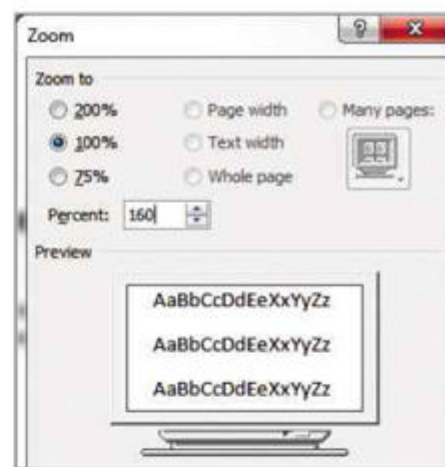 Zoom
Zoom to
200% Page width Many pages:
100% Text width
75% Whole page
Percent: 160
Preview
AaBbCcDdEeXxYyZz
AaBbCcDdEeXxYyZz
AaBbCcDdEeXxYyZz